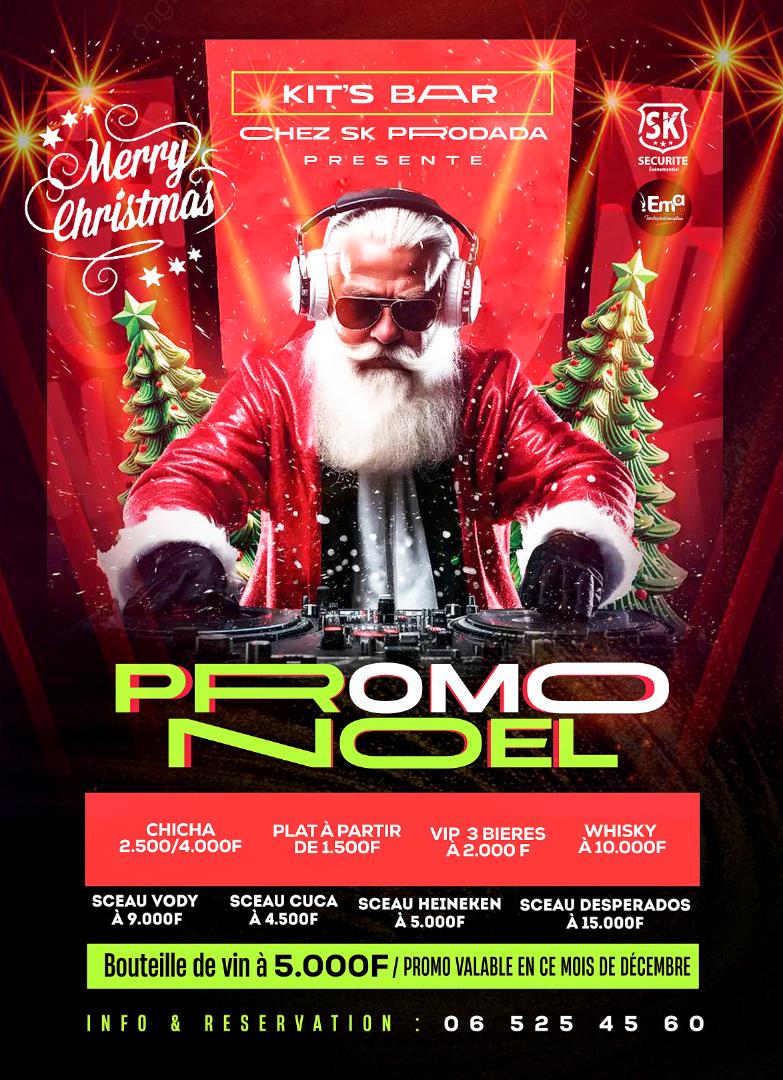 KIT'S BAR
CHEZ SK PRODADA
PRESENTE
Merry
Christmas
SK
SECURITE
Événementiel
Ema
PROMO
NOEL
CHICHA
2.500/4.000F
PLAT À PARTIR
DE 1.500F
VIP 3 BIERES
À 2.000 F
WHISKY
À 10.000F
SCEAU VODY
À 9.000F
SCEAU CUCA
À 4.500F
SCEAU HEINEKEN
À 5.000F
SCEAU DESPERADOS
À 15.000F
Bouteille de vin à 5.000F / PROMO VALABLE EN CE MOIS DE DÉCEMBRE
INFO & RESERVATION : 06 525 45 60